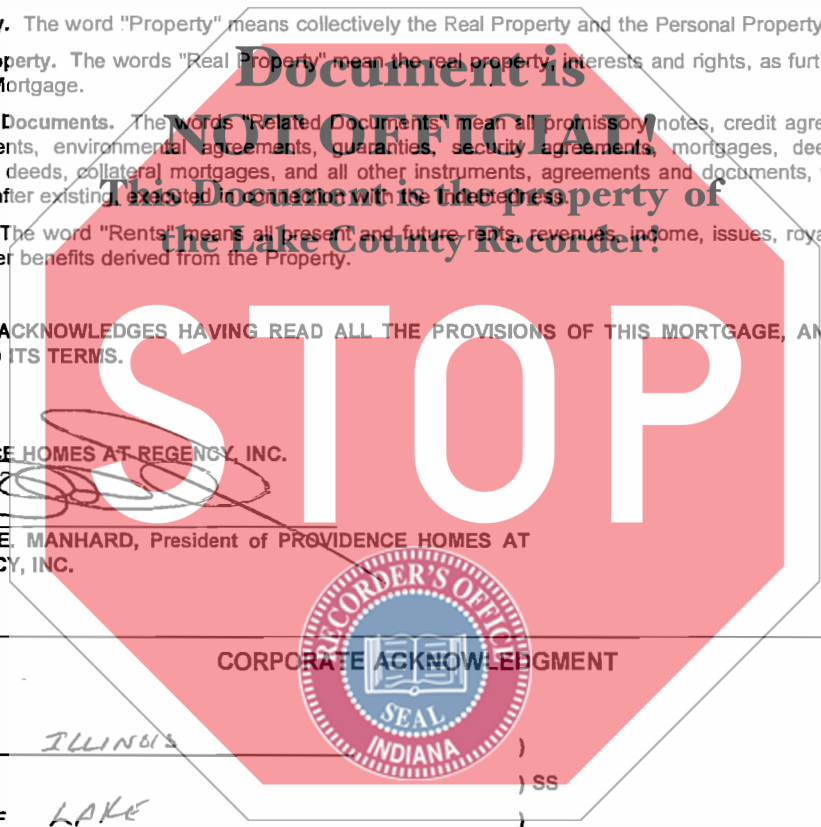 y. The word "Property" means collectively the Real Property and the Personal Property
operty. The words "Real Property" mean the real property, interests and rights, as furt
Mortgage.
Documents. The words "Related Documents" mean all promissory notes, credit agre
ents, environmental agreements, guaranties, security agreements, mortgages, dee
deeds, collateral mortgages, and all other instruments, agreements and documents,
after existing, executed in connection with the Indebtedness.
The word "Rents" means all present and future rents, revenues, income, issues, roya
er benefits derived from the Property.
Document is
NOT OFFICIAL!
This Document is the property of
the Lake County Recorder!
STOP
ACKNOWLEDGES HAVING READ ALL THE PROVISIONS OF THIS MORTGAGE, AN
ITS TERMS.
CE HOMES AT REGENCY, INC.
E. MANHARD, President of PROVIDENCE HOMES AT
CY, INC.
RECORDER'S OFFICE
SEAL
INDIANA
CORPORATE ACKNOWLEDGMENT
ILLINOIS )
) SS
LAKE )